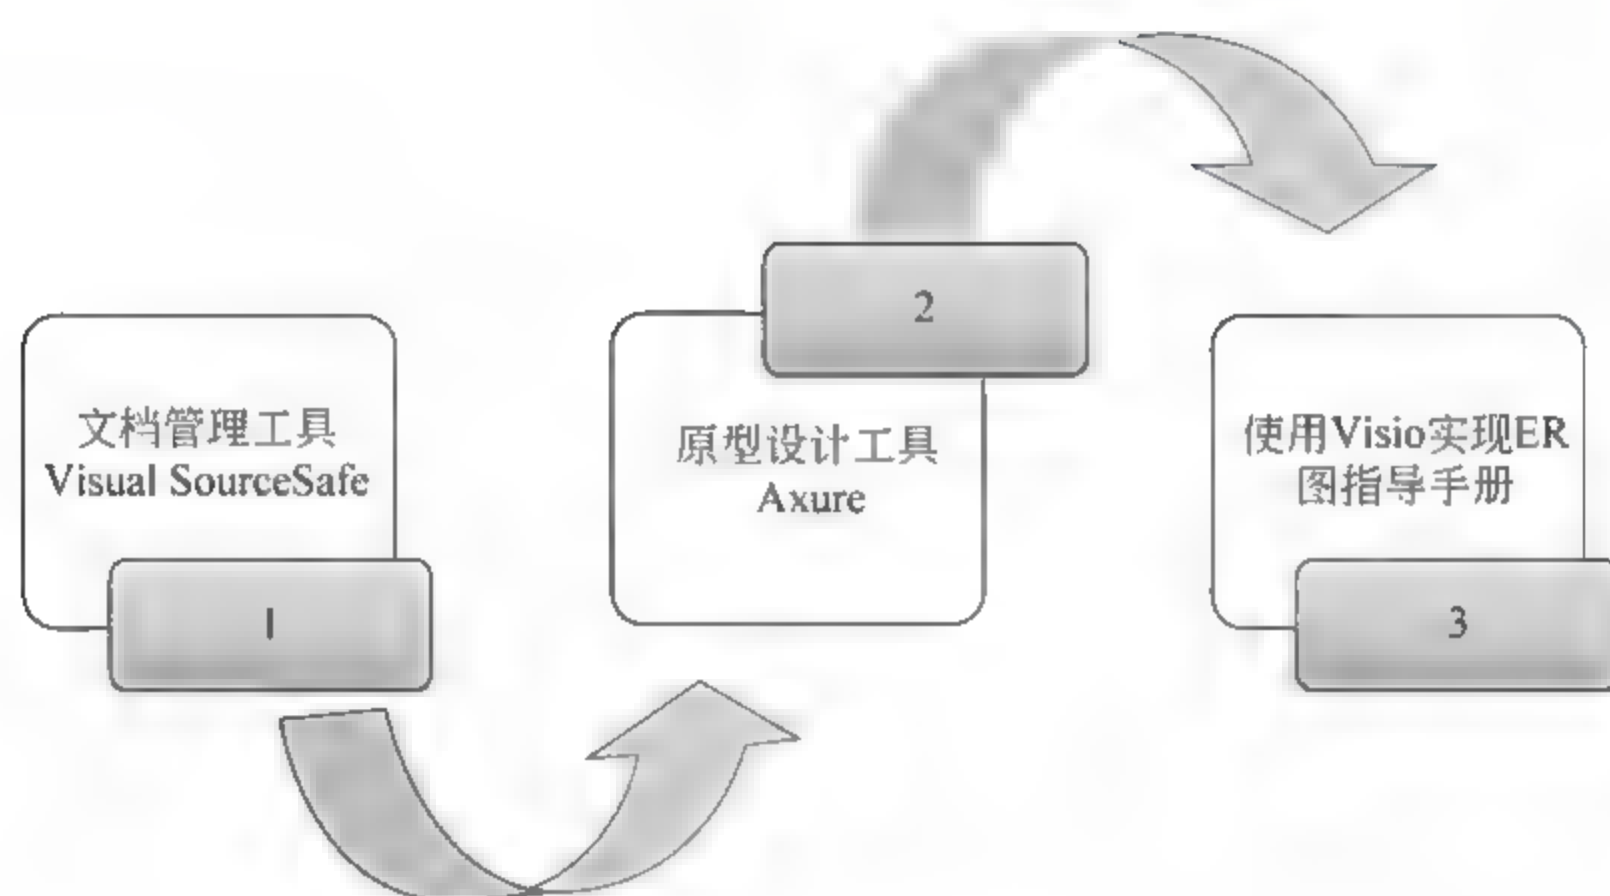 文档管理工具
Visual SourceSafe
1
2
原型设计工具
Axure
使用Visio实现ER
图指导手册
3